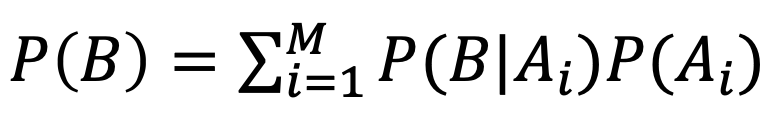 P(B) = ∑_{i=1}^{M} P(B|A_i)P(A_i)